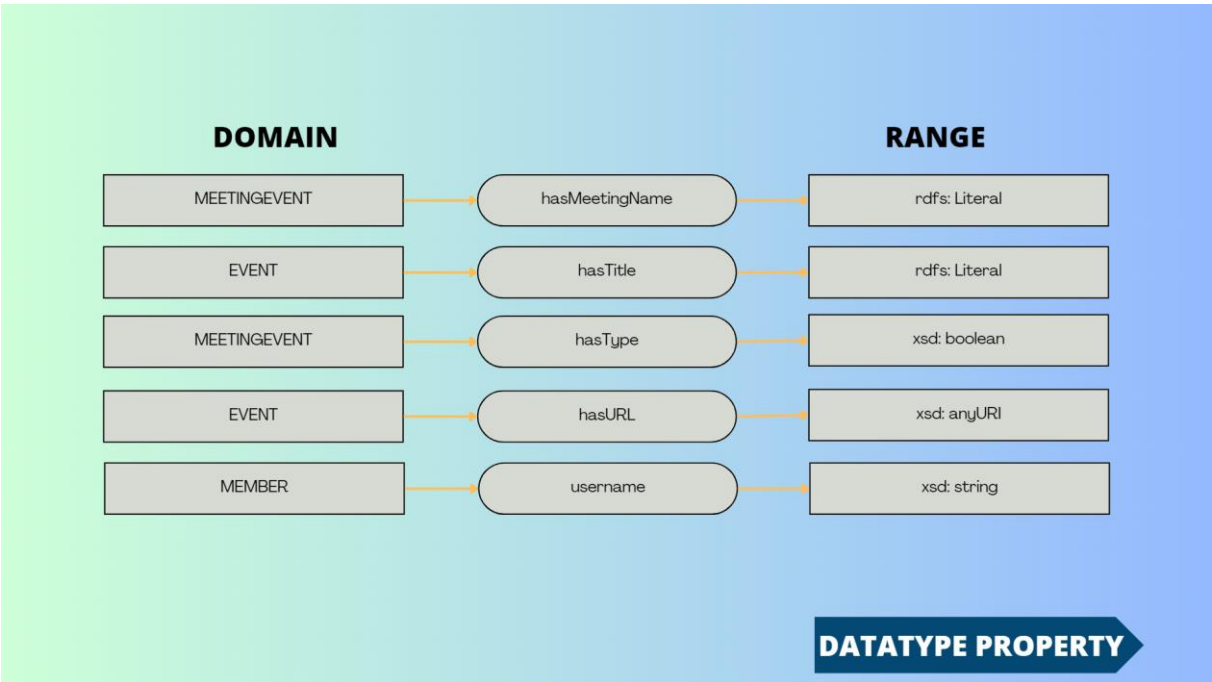 DOMAIN RANGE
MEETINGEVENT hasMeetingName rdfs: Literal
EVENT hasTitle rdfs: Literal
MEETINGEVENT hasType xsd: boolean
EVENT hasURL xsd: anyURI
MEMBER username xsd: string
DATATYPE PROPERTY